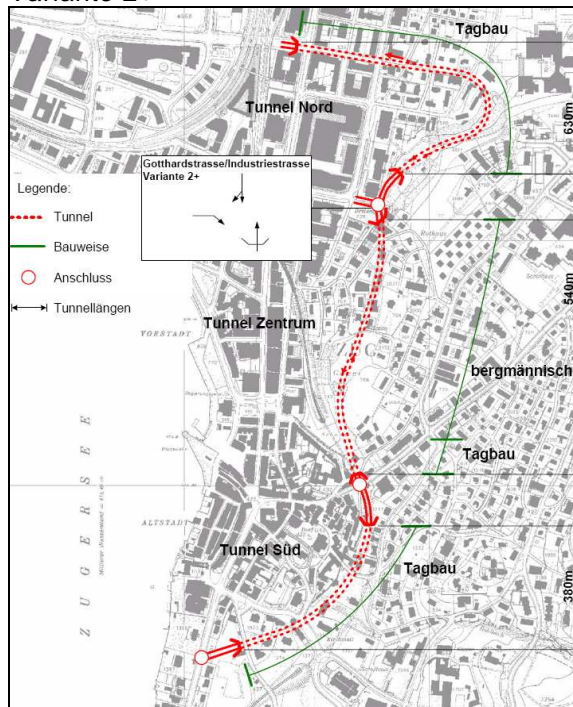 Variante 2+
Tagbau
630m
Tunnel Nord
Gotthardstrasse/Industriestrasse
Variante 2+
Legende:
Tunnel
Bauweise
Anschluss
Tunnellängen
540m
Tunnel Zentrum
VORSTADT
Z U G
bergmännisch
Tagbau
ZUGERSEE
ALTSTADT
Tunnel Süd
Tagbau
380m